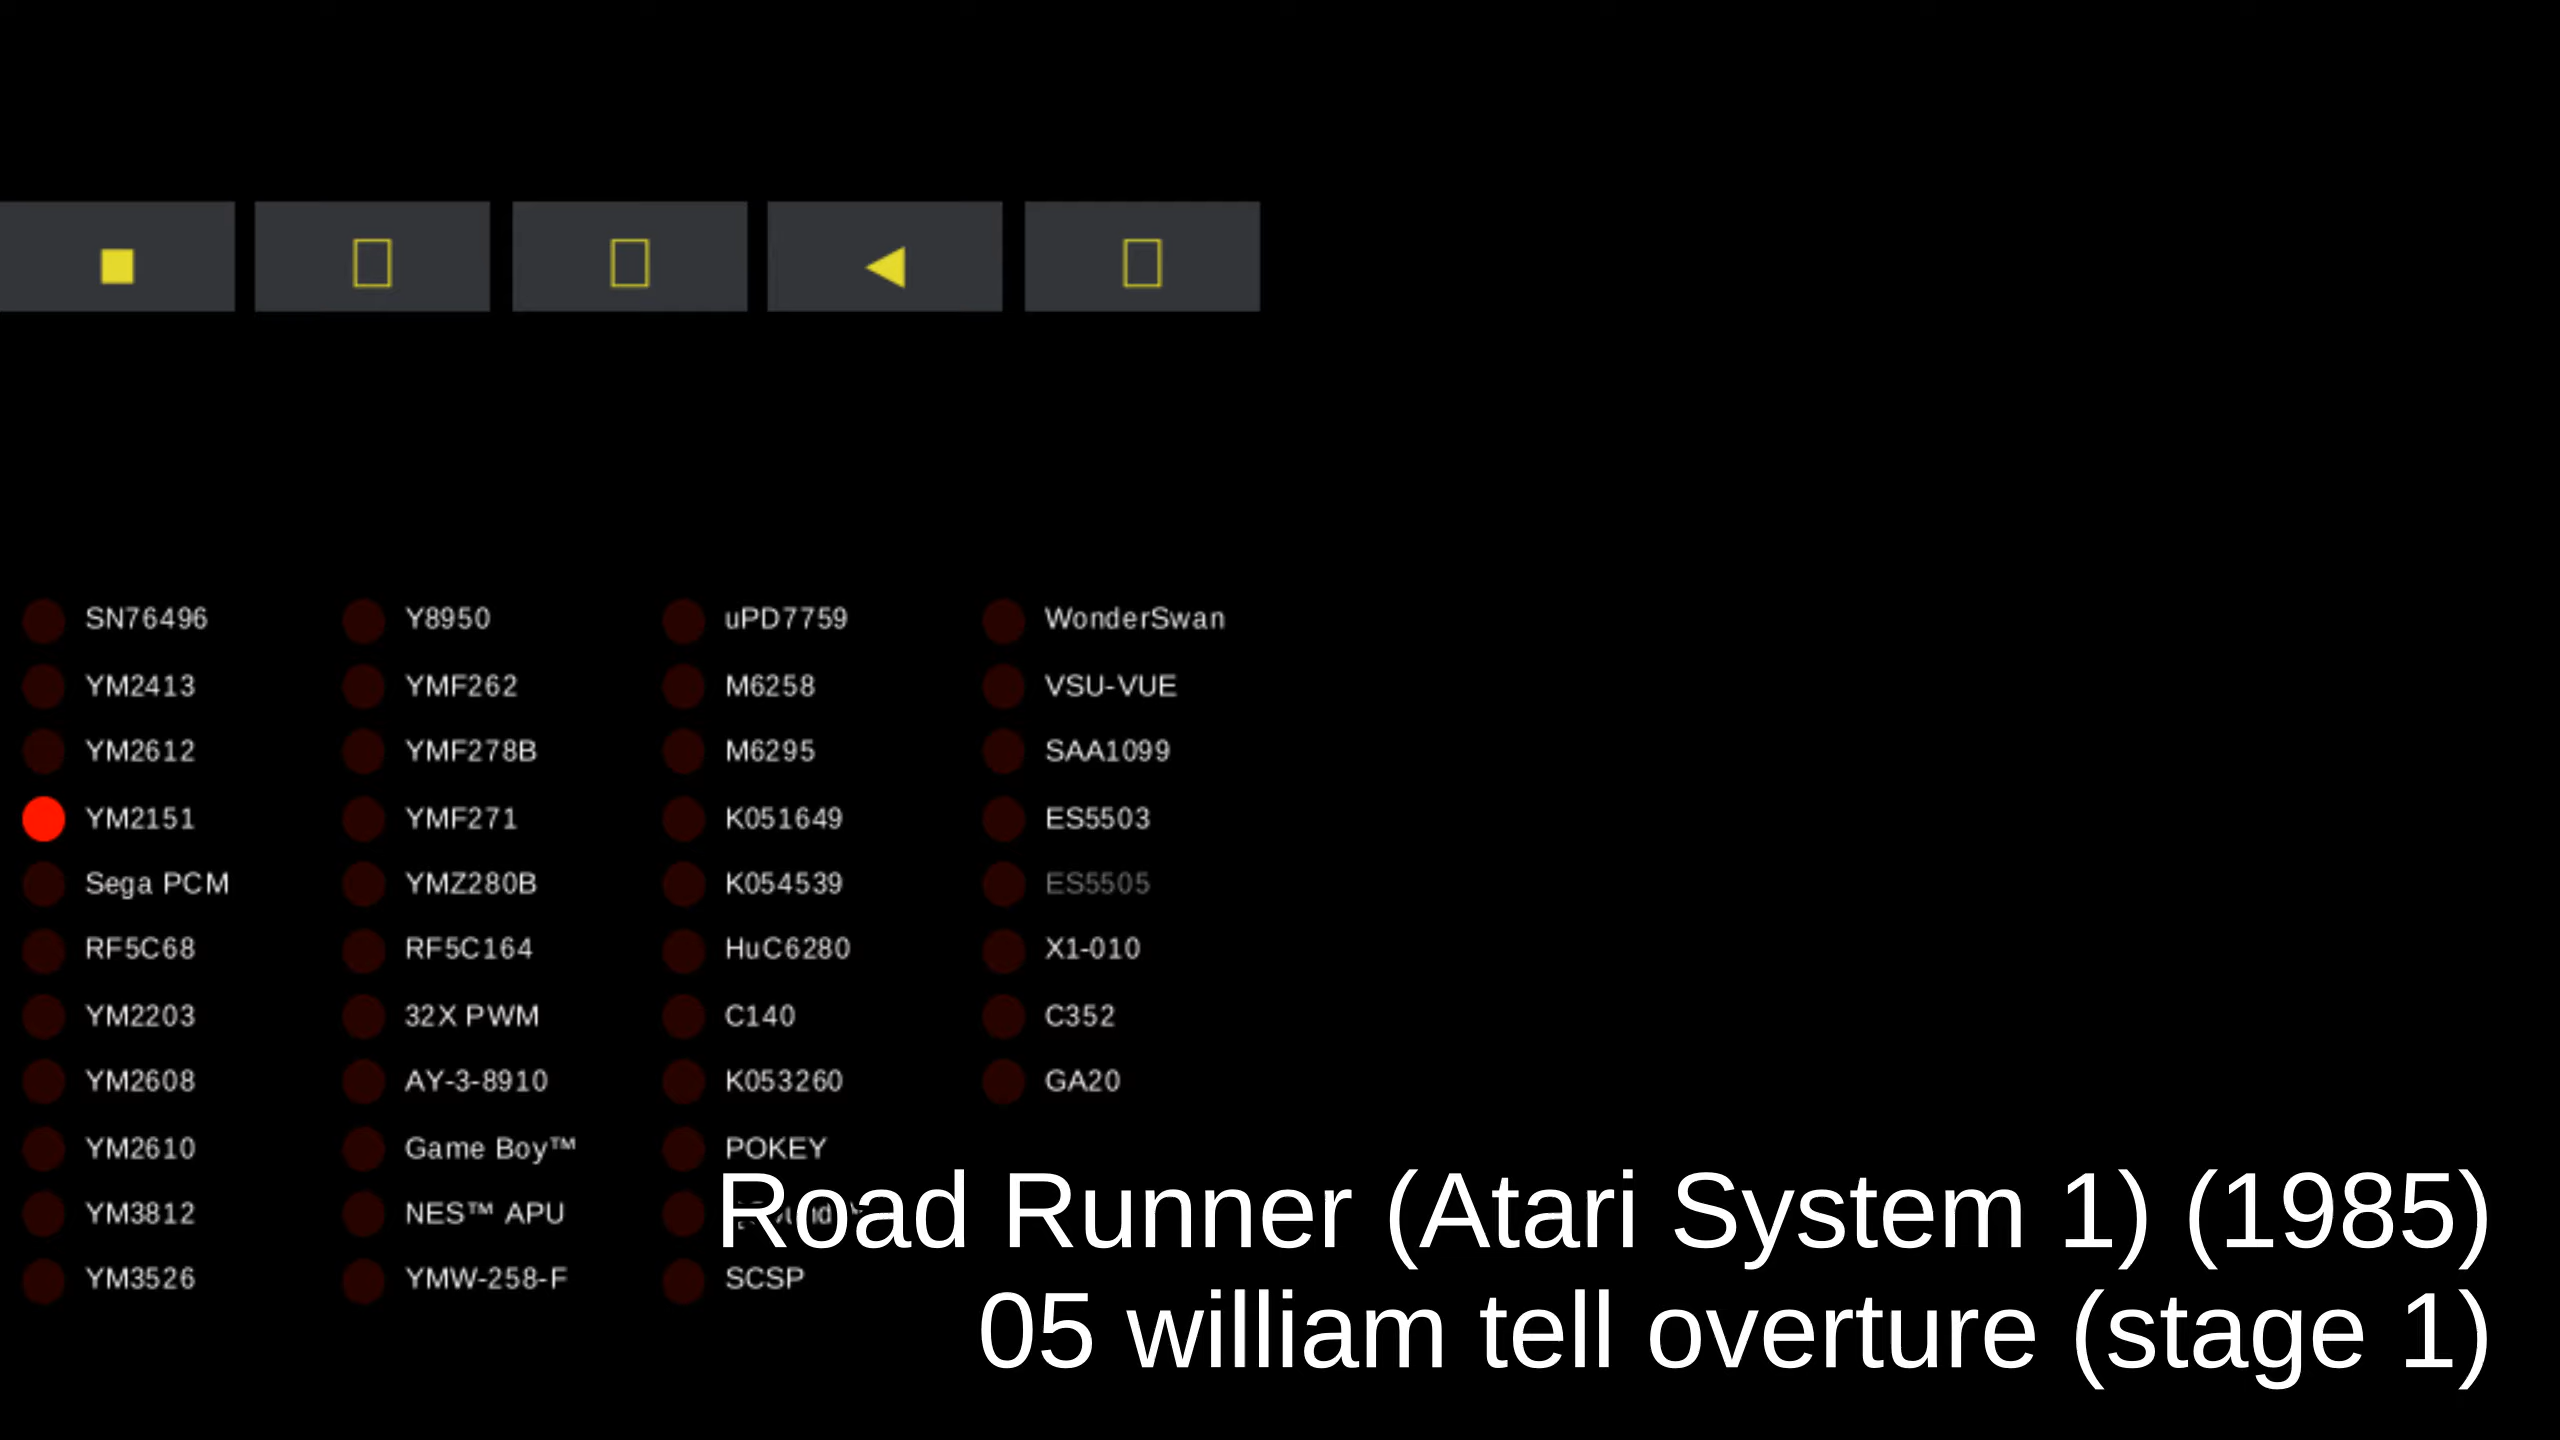 SN76496 Y8950 uPD7759 WonderSwan
YM2413 YMF262 M6258 VSU-VUE
YM2612 YMF278B M6295 SAA1099
YM2151 YMF271 K051649 ES5503
Sega PCM YMZ280B K054539 ES5505
RF5C68 RF5C164 HuC6280 X1-010
YM2203 32X PWM C140 C352
YM2608 AY-3-8910 K053260 GA20
YM2610 Game Boy™ POKEY
YM3812 NES™ APU
YM3526 YMW-258-F SCSP
Road Runner (Atari System 1) (1985)
05 william tell overture (stage 1)